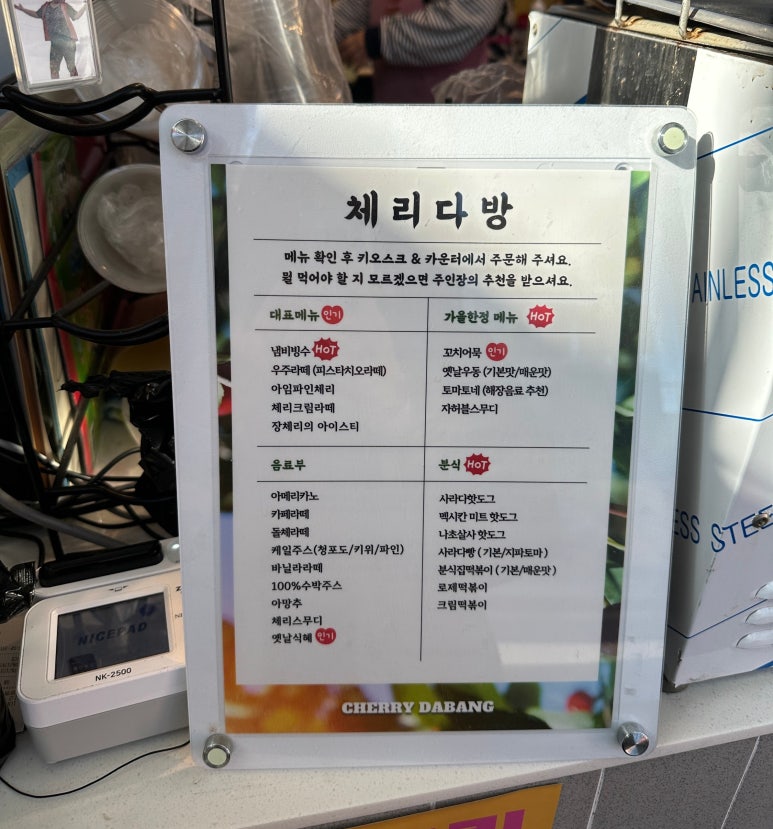 체리다방
메뉴 확인 후 키오스크 & 카운터에서 주문해 주셔요.
뭘 먹어야 할 지 모르겠으면 주인장의 추천을 받으셔요.
대표메뉴 인기
냄비빙수 HOT
우주라떼 (피스타치오라떼)
아임파인체리
체리크림라떼
장체리의 아이스티
가을한정 메뉴 HOT
꼬치어묵 인기
옛날우동 (기본맛/매운맛)
토마토네 (해장음료 추천)
자허블스무디
음료부
아메리카노
카페라떼
돌체라떼
케일주스(청포도/키위/파인)
바닐라라떼
100%수박주스
아망추
체리스무디
옛날식혜 인기
분식 HOT
사라다핫도그
멕시칸 미트 핫도그
나초살사 핫도그
사라다빵 ( 기본/지파토마 )
분식집떡볶이 ( 기본/매운맛 )
로제떡볶이
크림떡볶이
CHERRY DABANG
NICEPAD
NK-2500
AINLESS
ESS STEE